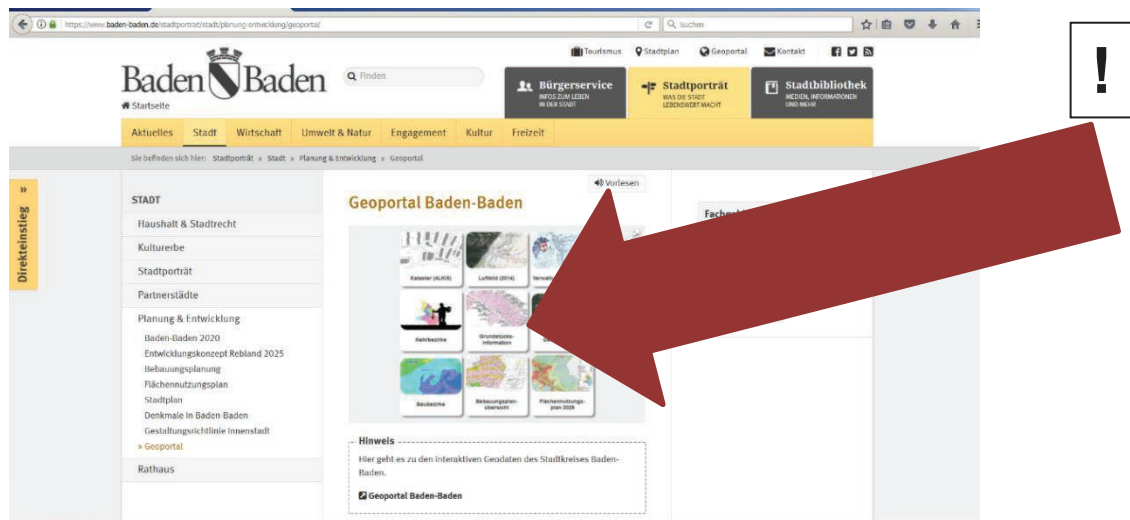 https://www.baden-baden.de/stadtportrait/stadt/planung-entwicklung/geoportal/
Suchen
!
Tourismus Stadtplan Geoportal Kontakt
Baden Baden
Finden
Startseite
Bürgerservice
INFOS ZUM LEBEN
IN DER STADT
Stadtporträt
WAS DIE STADT
LEBENSWERT MACHT
Stadtbibliothek
MEDIEN, INFORMATIONEN
UND MEHR
Aktuelles Stadt Wirtschaft Umwelt & Natur Engagement Kultur Freizeit
Sie befinden sich hier: Stadtporträt » Stadt » Planung & Entwicklung » Geoportal
Direkteinstieg »
Vorlesen
STADT
Haushalt & Stadtrecht
Kulturerbe
Stadtporträt
Partnerstädte
Planung & Entwicklung
Baden-Baden 2020
Entwicklungskonzept Rebland 2025
Bebauungsplanung
Flächennutzungsplan
Stadtplan
Denkmale in Baden-Baden
Gestaltungsrichtlinie Innenstadt
» Geoportal
Rathaus
Geoportal Baden-Baden
Kataster (ALKIS)
Luftbild (2014)
Kehrbezirke
Grundstücks-
information
Baubezirke
Bebauungsplan-
übersicht
Flächennutzungs-
plan 2025
Hinweis
Hier geht es zu den interaktiven Geodaten des Stadtkreises Baden-
Baden.
Geoportal Baden-Baden